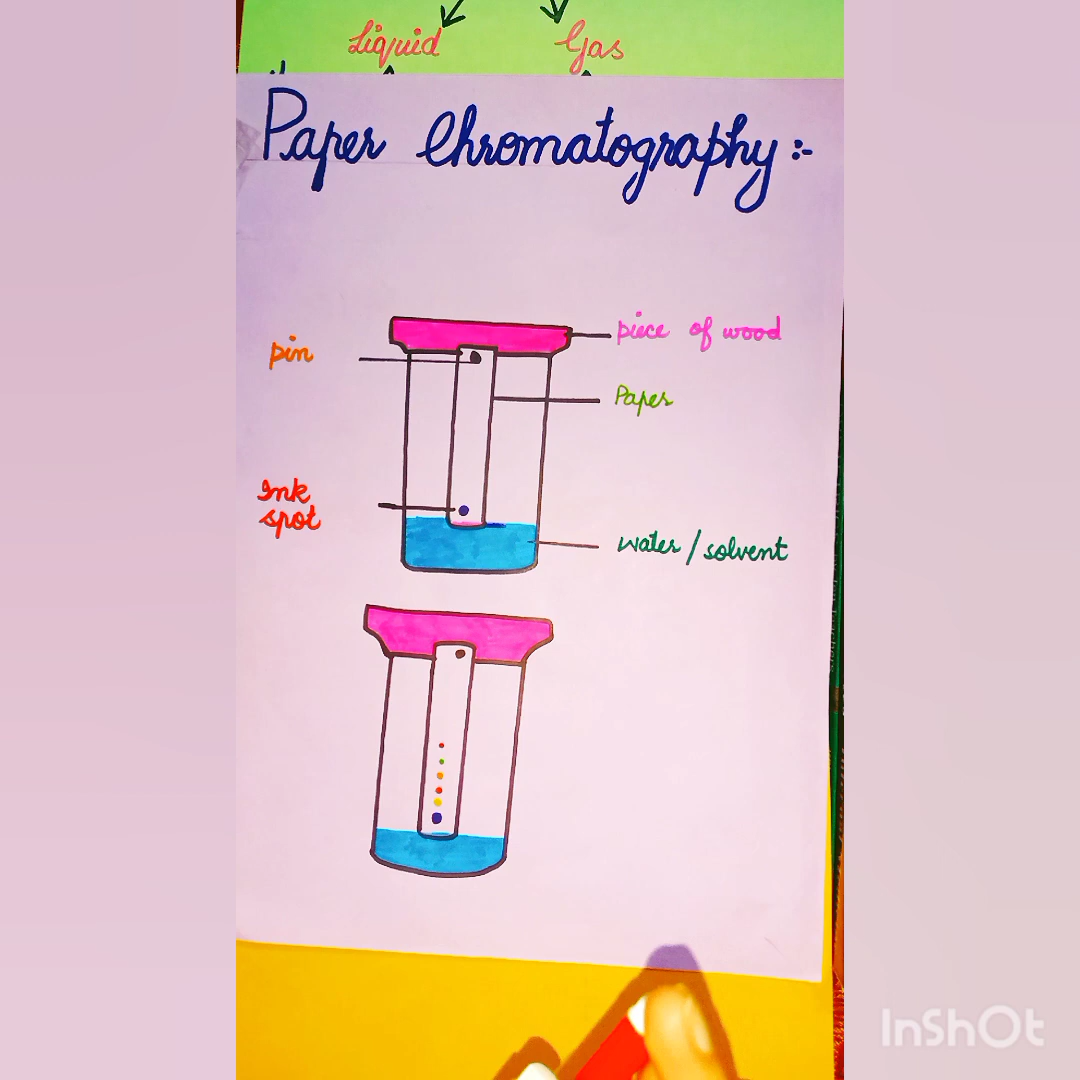 Liquid Gas
Paper Chromatography :-
piece of wood
pin
Paper
Ink
spot
water / solvent
InShOt